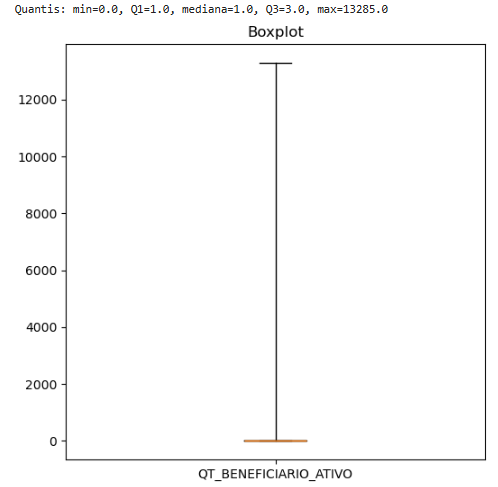 Quantis: min=0.0, Q1=1.0, mediana=1.0, Q3=3.0, max=13285.0
Boxplot
12000
10000
8000
6000
4000
2000
0
QT_BENEFICIARIO_ATIVO